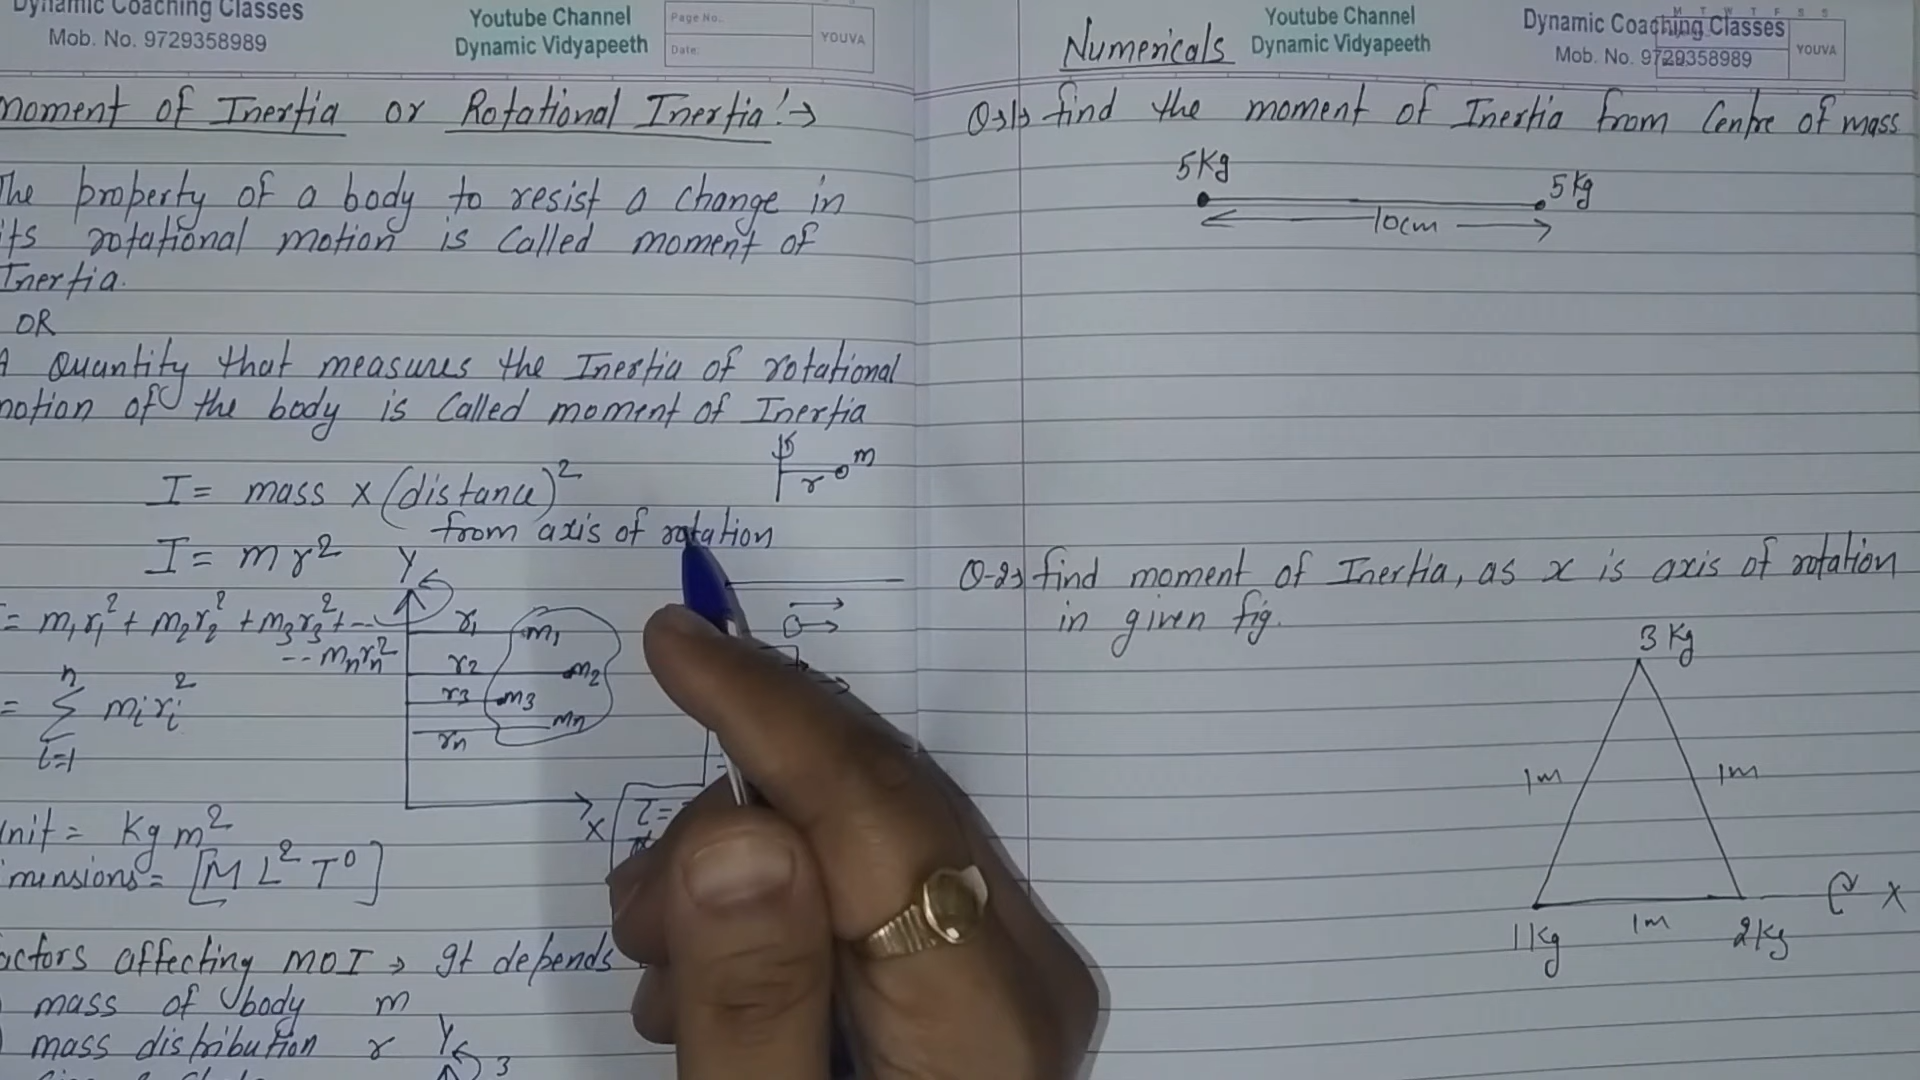 Dynamic Coaching Classes
Mob. No. 9729358989
Youtube Channel
Dynamic Vidyapeeth
Page No.
Date:
YOUVA
moment of Inertia or Rotational Inertia:→
The property of a body to resist a change in
its rotational motion is called moment of
Inertia.
OR
A Quantity that measures the Inertia of rotational
motion of the body is called moment of Inertia
I = mass x (distance)²
from axis of rotation
r m
I = mr²
Y
= m₁r₁² + m₂r₂² + m₃r₃² + --
-- mₙrₙ²
r₁ m₁
r₂ m₂
r₃ m₃
rₙ mₙ
X
n
= Σ mᵢrᵢ²
i=1
unit = Kg m²
imensions = [M L² T⁰]
actors affecting MOI → It depends
mass of body m
mass distribution r
Y
3
Numericals
Youtube Channel
Dynamic Vidyapeeth
M T W T F S S
Dynamic Coaching Classes
Mob. No. 9729358989
YOUVA
Q→1→ find the moment of Inertia from Centre of mass
5Kg 5Kg
10cm
Q-2→ find moment of Inertia, as x is axis of rotation
in given fig.
3 Kg
1m 1m
1Kg 1m 2Kg
X